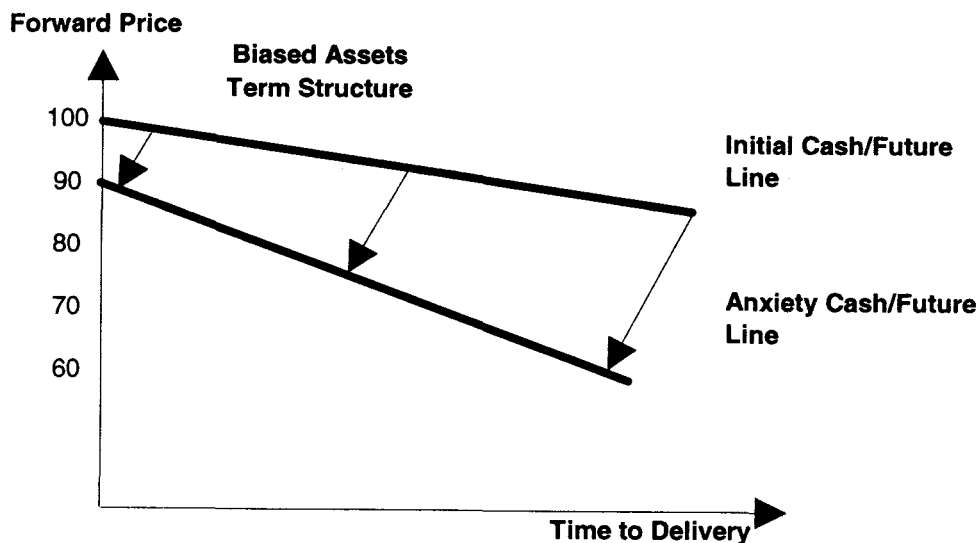 Forward Price
Biased Assets
Term Structure
100
90
80
70
60
Initial Cash/Future
Line
Anxiety Cash/Future
Line
Time to Delivery